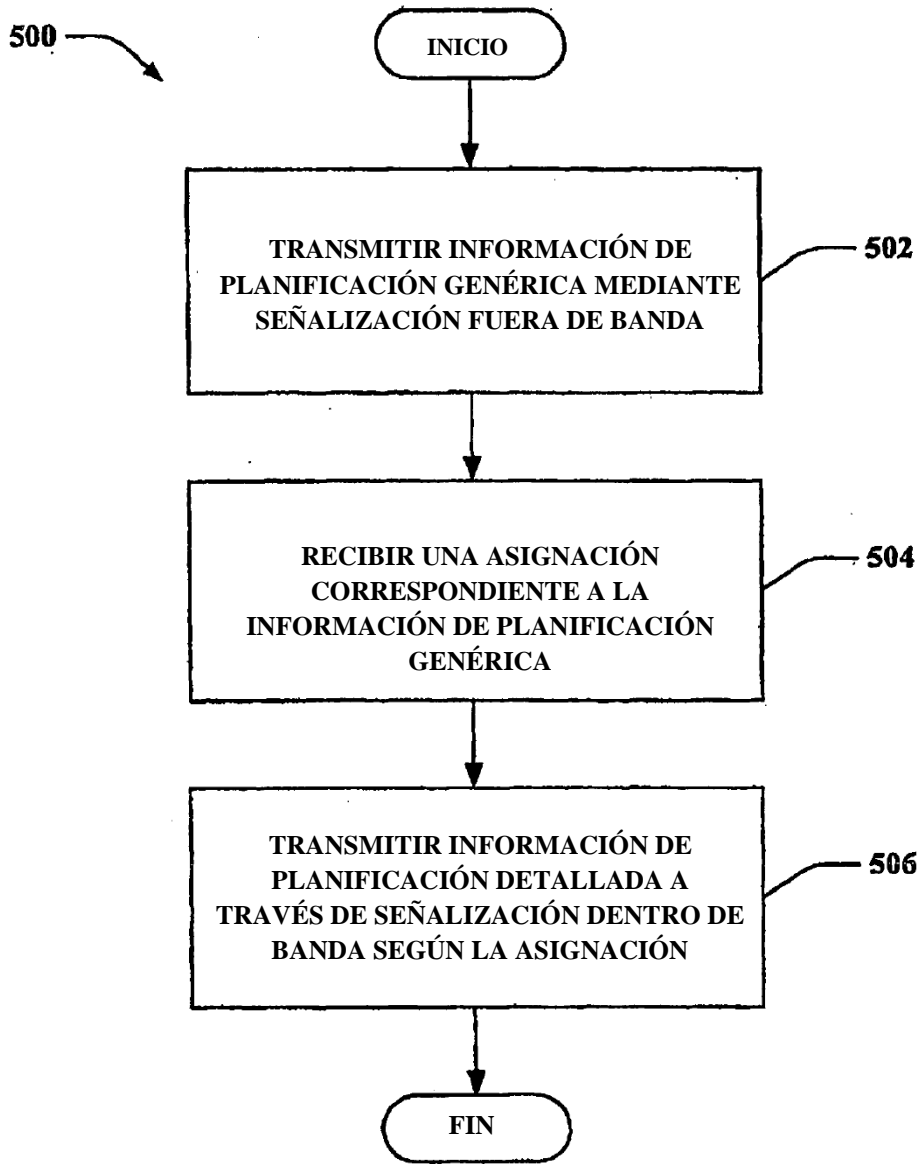 500
INICIO
TRANSMITIR INFORMACIÓN DE
PLANIFICACIÓN GENÉRICA MEDIANTE
SEÑALIZACIÓN FUERA DE BANDA
502
RECIBIR UNA ASIGNACIÓN
CORRESPONDIENTE A LA
INFORMACIÓN DE PLANIFICACIÓN
GENÉRICA
504
TRANSMITIR INFORMACIÓN DE
PLANIFICACIÓN DETALLADA A
TRAVÉS DE SEÑALIZACIÓN DENTRO DE
BANDA SEGÚN LA ASIGNACIÓN
506
FIN